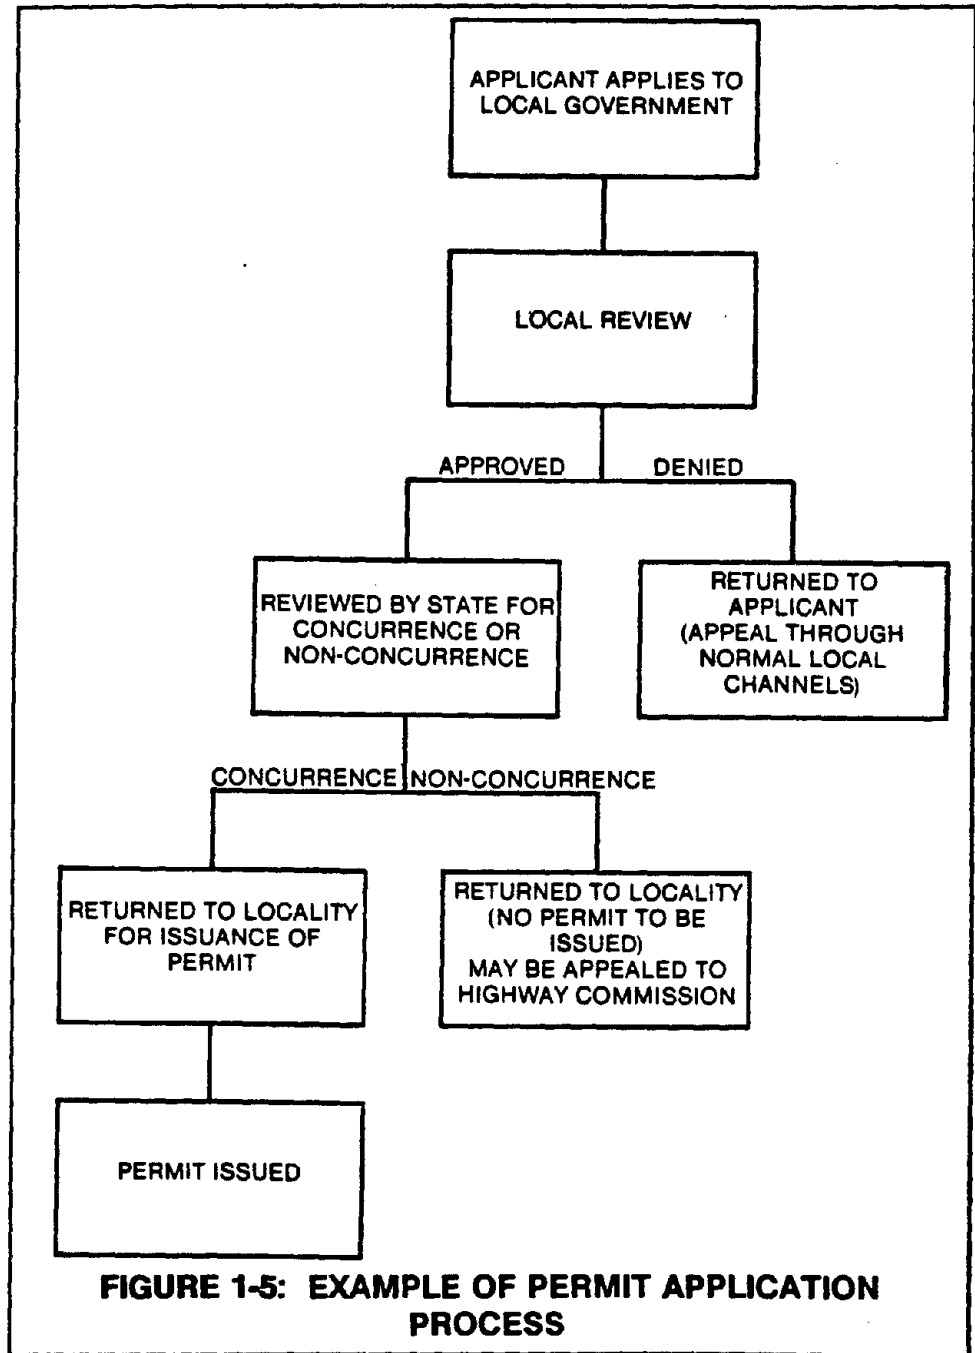 APPLICANT APPLIES TO
LOCAL GOVERNMENT
LOCAL REVIEW
APPROVED
DENIED
REVIEWED BY STATE FOR
CONCURRENCE OR
NON-CONCURRENCE
RETURNED TO
APPLICANT
(APPEAL THROUGH
NORMAL LOCAL
CHANNELS)
CONCURRENCE
NON-CONCURRENCE
RETURNED TO LOCALITY
FOR ISSUANCE OF
PERMIT
RETURNED TO LOCALITY
(NO PERMIT TO BE
ISSUED)
MAY BE APPEALED TO
HIGHWAY COMMISSION
PERMIT ISSUED
FIGURE 1-5: EXAMPLE OF PERMIT APPLICATION
PROCESS